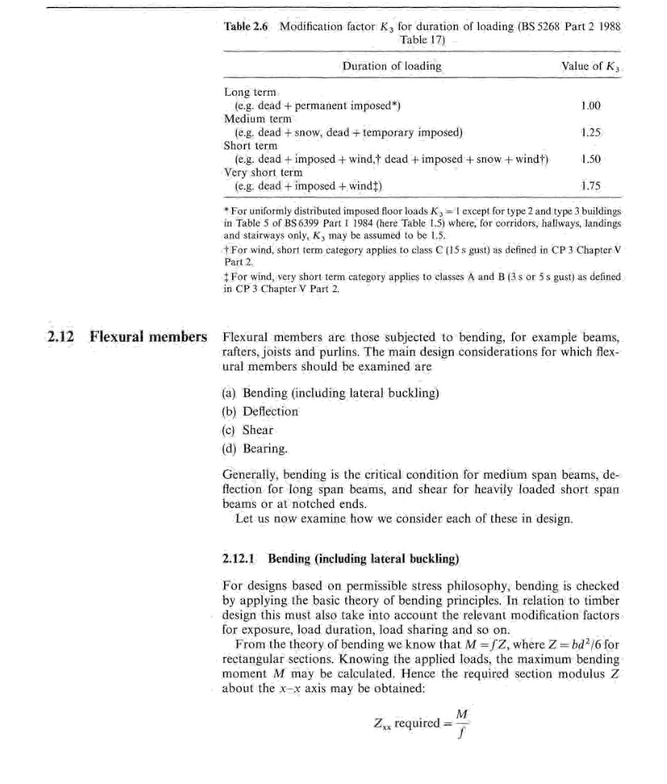 Table 2.6 Modification factor K₃ for duration of loading (BS 5268 Part 2 1988
Table 17)
Duration of loading Value of K₃
Long term
(e.g. dead + permanent imposed*) 1.00
Medium term
(e.g. dead + snow, dead + temporary imposed) 1.25
Short term
(e.g. dead + imposed + wind,† dead + imposed + snow + wind†) 1.50
Very short term
(e.g. dead + imposed + wind‡) 1.75
* For uniformly distributed imposed floor loads K₃ = 1 except for type 2 and type 3 buildings
in Table 5 of BS 6399 Part 1 1984 (here Table 1.5) where, for corridors, hallways, landings
and stairways only, K₃ may be assumed to be 1.5.
† For wind, short term category applies to class C (15 s gust) as defined in CP 3 Chapter V
Part 2.
‡ For wind, very short term category applies to classes A and B (3 s or 5 s gust) as defined
in CP 3 Chapter V Part 2.
2.12 Flexural members Flexural members are those subjected to bending, for example beams,
rafters, joists and purlins. The main design considerations for which flex-
ural members should be examined are
(a) Bending (including lateral buckling)
(b) Deflection
(c) Shear
(d) Bearing.
Generally, bending is the critical condition for medium span beams, de-
flection for long span beams, and shear for heavily loaded short span
beams or at notched ends.
Let us now examine how we consider each of these in design.
2.12.1 Bending (including lateral buckling)
For designs based on permissible stress philosophy, bending is checked
by applying the basic theory of bending principles. In relation to timber
design this must also take into account the relevant modification factors
for exposure, load duration, load sharing and so on.
From the theory of bending we know that M = fZ, where Z = bd²/6 for
rectangular sections. Knowing the applied loads, the maximum bending
moment M may be calculated. Hence the required section modulus Z
about the x–x axis may be obtained:
Zₓₓ required = M/f